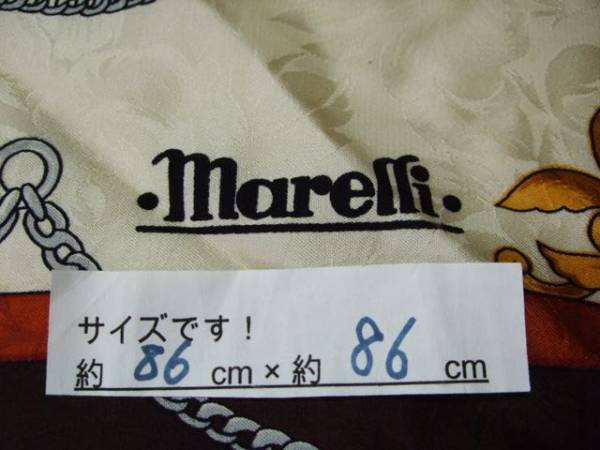 ·marelli·
サイズです！
約 86 cm × 約 86 cm